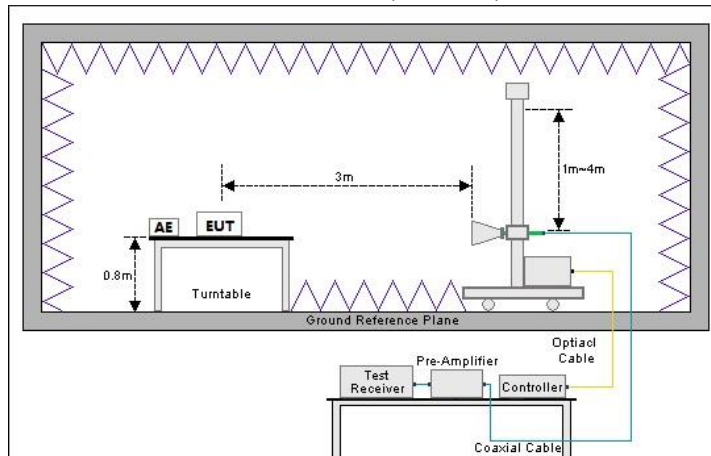 3m
1m~4m
AE
EUT
0.8m
Turntable
Ground Reference Plane
Optiacl
Cable
Pre-Amplifier
Test
Receiver
Controller
Coaxial Cable